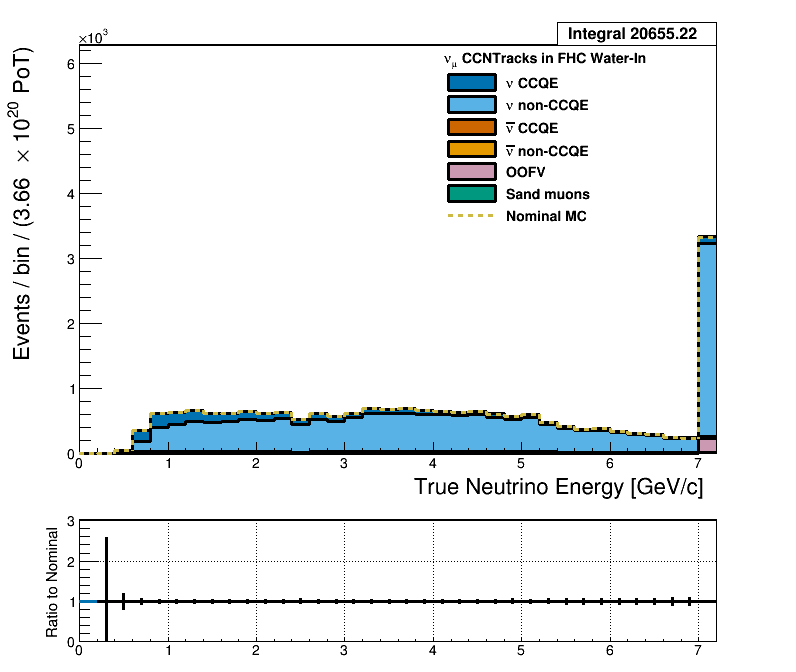 Integral 20655.22
×10³
ν_μ CCNTracks in FHC Water-In
ν CCQE
ν non-CCQE
ν̅ CCQE
ν̅ non-CCQE
OOFV
Sand muons
Nominal MC
Events / bin / (3.66 × 10²⁰ PoT)
6
5
4
3
2
1
0
0 1 2 3 4 5 6 7
True Neutrino Energy [GeV/c]
Ratio to Nominal
3
2
1
0
0 1 2 3 4 5 6 7